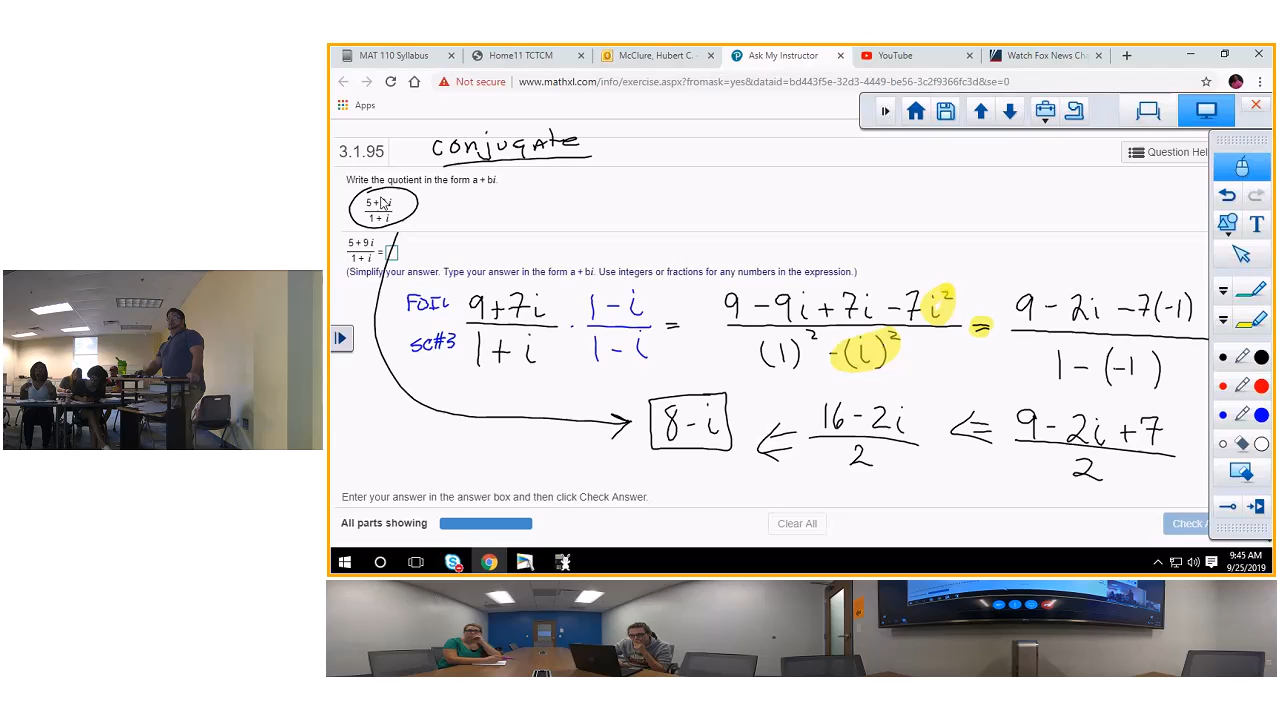 MAT 110 Syllabus
Home11 TCTCM
McClure, Hubert C. -
Ask My Instructor
YouTube
Watch Fox News Cha
Not secure
www.mathxl.com/info/exercise.aspx?fromask=yes&dataid=bd443f5e-32d3-4449-be56-3c2f9366fc3d&se=0
Apps
3.1.95
conjugate
Question Hel
Write the quotient in the form a + bi.
5+ i
1 + i
5 + 9i
1 + i
=
(Simplify your answer. Type your answer in the form a + bi. Use integers or fractions for any numbers in the expression.)
FOIL
SC#3
9+7i / 1+i · 1-i / 1-i = 9 - 9i + 7i - 7i² / (1)² - (i)² = 9 - 2i - 7(-1) / 1 - (-1)
8 - i <= 16 - 2i / 2 <= 9 - 2i + 7 / 2
Enter your answer in the answer box and then click Check Answer.
All parts showing
Clear All
Check A
9:45 AM
9/25/2019